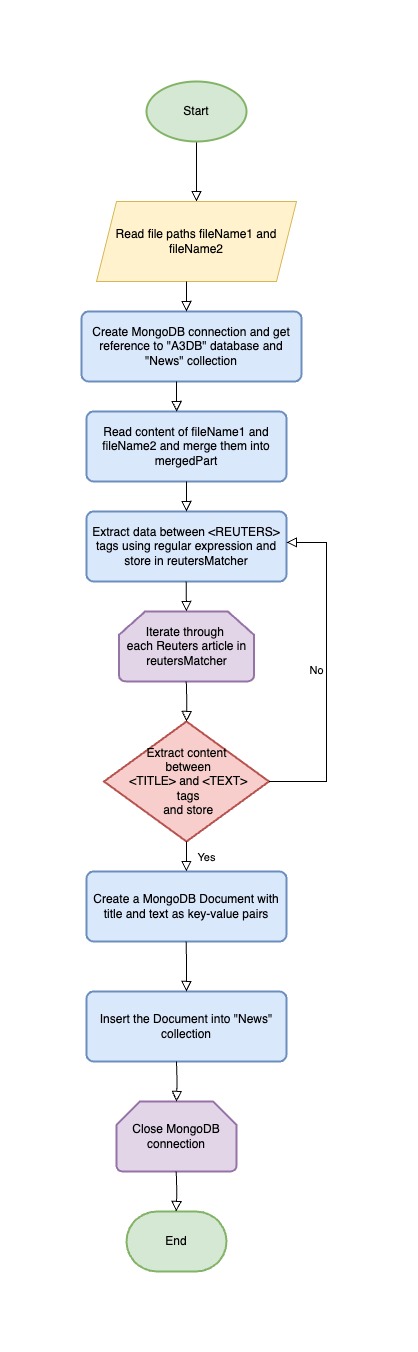 Start
Read file paths fileName1 and
fileName2
Create MongoDB connection and get
reference to "A3DB" database and
"News" collection
Read content of fileName1 and
fileName2 and merge them into
mergedPart
Extract data between <REUTERS>
tags using regular expression and
store in reutersMatcher
Iterate through
each Reuters article in
reutersMatcher
No
Extract content
between
<TITLE> and <TEXT>
tags
and store
Yes
Create a MongoDB Document with
title and text as key-value pairs
Insert the Document into "News"
collection
Close MongoDB
connection
End